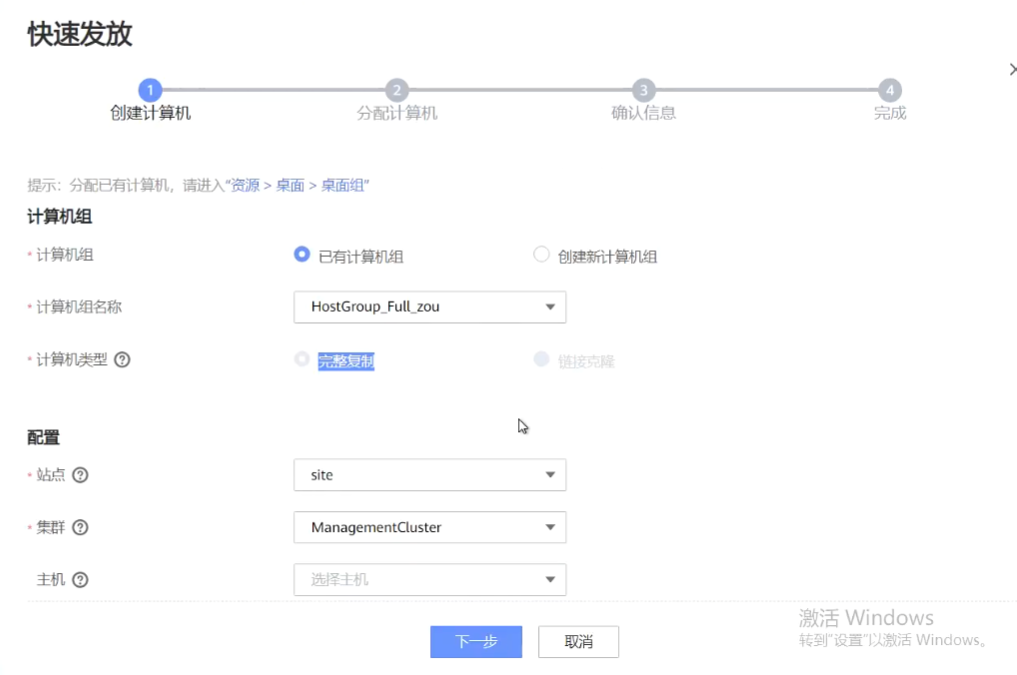 快速发放
1 2 3 4
创建计算机 分配计算机 确认信息 完成
提示：分配已有计算机，请进入“资源 > 桌面 > 桌面组”
计算机组
* 计算机组 已有计算机组 创建新计算机组
* 计算机组名称 HostGroup_Full_zou
* 计算机类型 ? 完整复制 链接克隆
配置
* 站点 ? site
* 集群 ? ManagementCluster
主机 ? 选择主机
激活 Windows
下一步 取消 转到“设置”以激活 Windows。